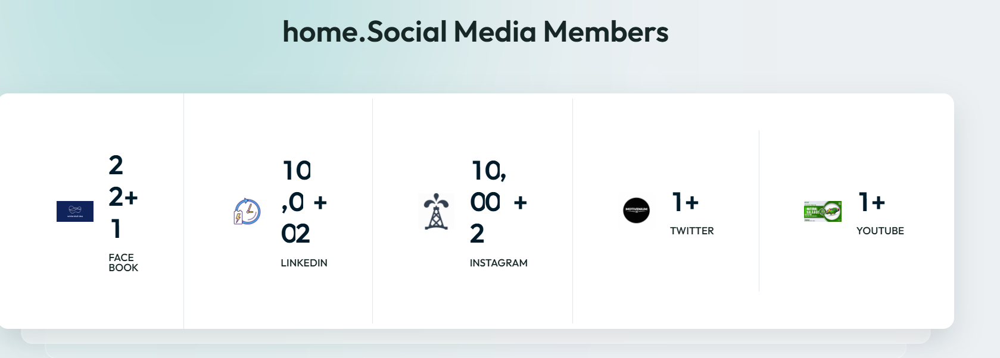 home.Social Media Members
2
2+
1
FACE
BOOK
10
,0 +
02
LINKEDIN
10,
00 +
2
INSTAGRAM
MOTIVENIUM
1+
TWITTER
1+
YOUTUBE